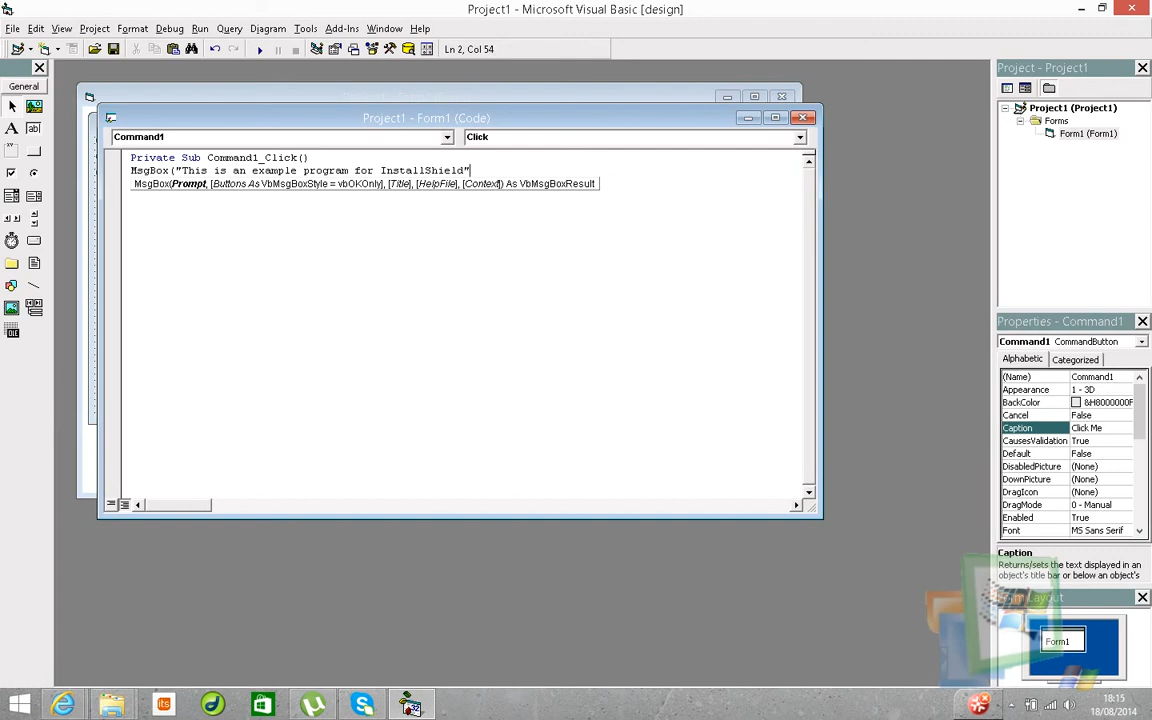 Project1 - Microsoft Visual Basic [design]
File Edit View Project Format Debug Run Query Diagram Tools Add-Ins Window Help
Ln 2, Col 54
General
Project1 - Form1 (Code)
Command1
Click
Private Sub Command1_Click()
MsgBox("This is an example program for InstallShield"
MsgBox(Prompt, [Buttons As VbMsgBoxStyle = vbOKOnly], [Title], [HelpFile], [Context]) As VbMsgBoxResult
Project - Project1
Project1 (Project1)
Forms
Form1 (Form1)
Properties - Command1
Command1 CommandButton
Alphabetic Categorized
(Name) Command1
Appearance 1 - 3D
BackColor &H8000000F
Cancel False
Caption Click Me
CausesValidation True
Default False
DisabledPicture (None)
DownPicture (None)
DragIcon (None)
DragMode 0 - Manual
Enabled True
Font MS Sans Serif
Caption
Returns/sets the text displayed in an
object's title bar or below an object's
Layout
Form1
18:15
18/08/2014